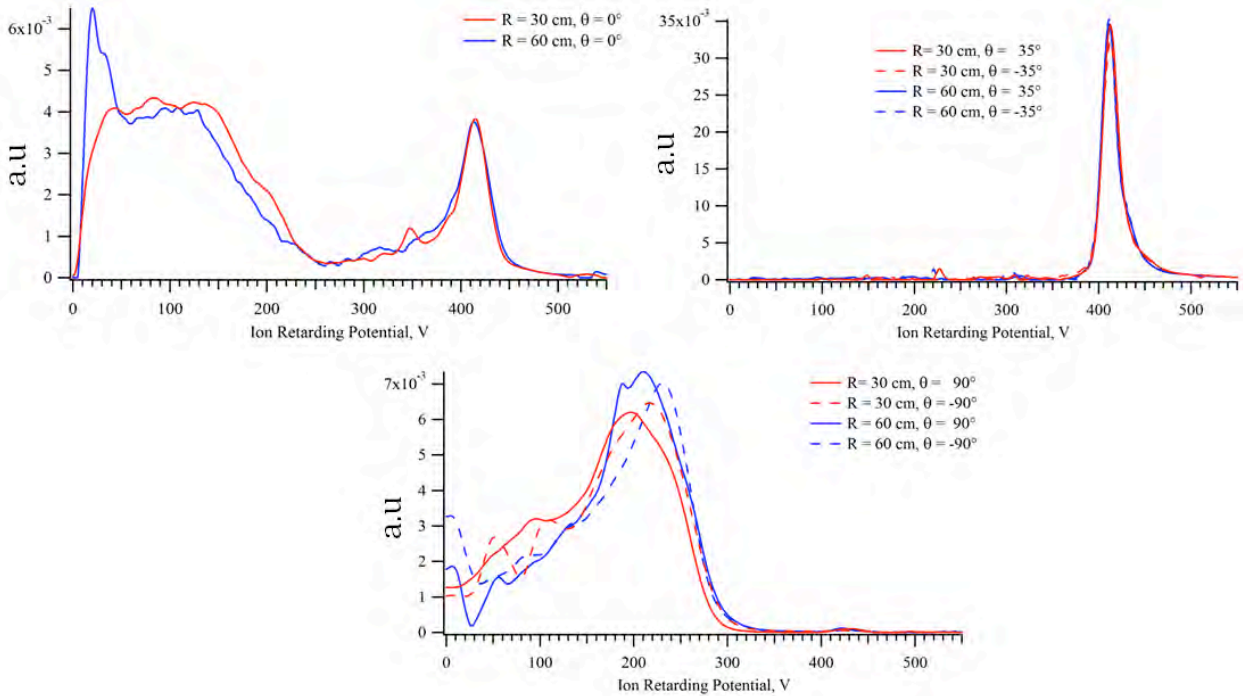 6x10⁻³
5
4
3
2
1
0
a.u
R = 30 cm, θ = 0°
R = 60 cm, θ = 0°
0 100 200 300 400 500
Ion Retarding Potential, V
35x10⁻³
30
25
20
15
10
5
0
a.u
R= 30 cm, θ = 35°
R = 30 cm, θ = -35°
R = 60 cm, θ = 35°
R = 60 cm, θ = -35°
0 100 200 300 400 500
Ion Retarding Potential, V
7x10⁻³
6
5
4
3
2
1
0
a.u
R= 30 cm, θ = 90°
R = 30 cm, θ = -90°
R = 60 cm, θ = 90°
R = 60 cm, θ = -90°
0 100 200 300 400 500
Ion Retarding Potential, V